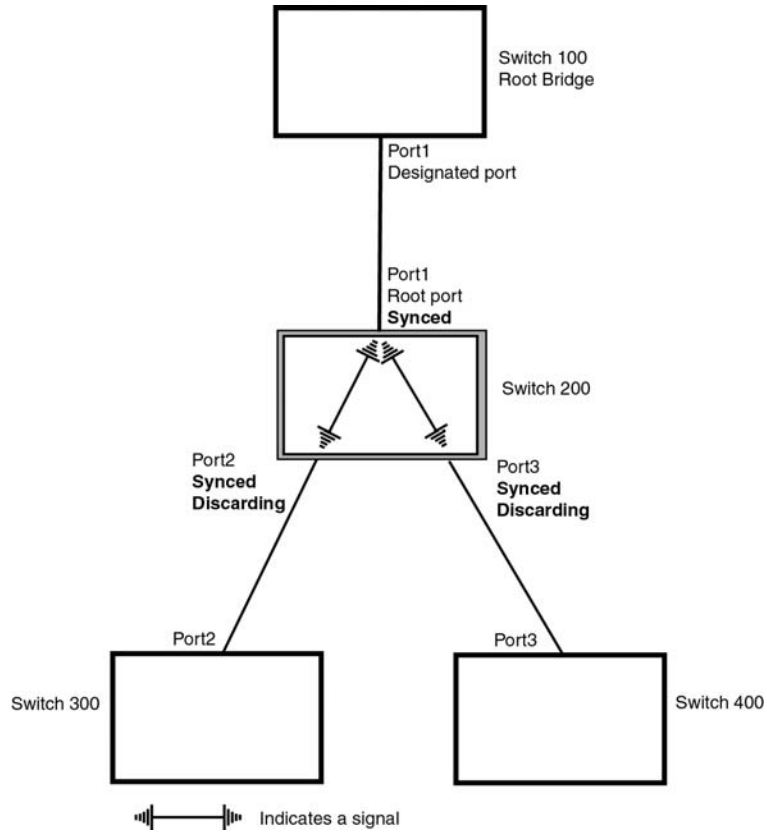 Switch 100
Root Bridge
Port1
Designated port
Port1
Root port
Synced
Switch 200
Port2
Synced
Discarding
Port3
Synced
Discarding
Port2
Port3
Switch 300
Switch 400
Indicates a signal